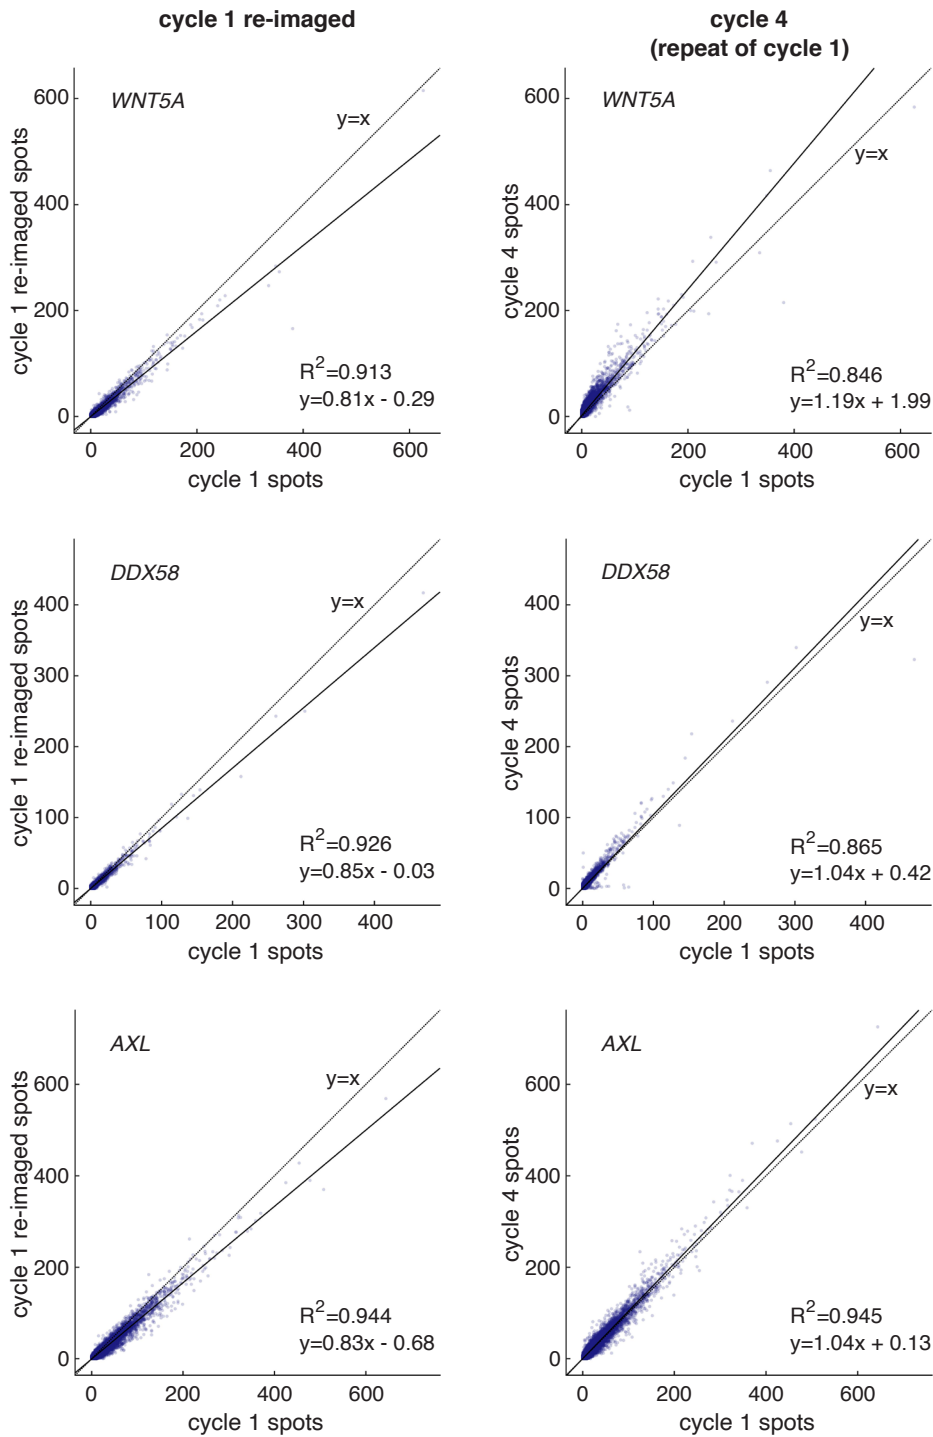 cycle 1 re-imaged
cycle 4
(repeat of cycle 1)
WNT5A
y=x
cycle 1 re-imaged spots
600
400
200
0
R²=0.913
y=0.81x - 0.29
0 200 400 600
cycle 1 spots
WNT5A
y=x
cycle 4 spots
600
400
200
0
R²=0.846
y=1.19x + 1.99
0 200 400 600
cycle 1 spots
DDX58
y=x
cycle 1 re-imaged spots
400
300
200
100
0
R²=0.926
y=0.85x - 0.03
0 100 200 300 400
cycle 1 spots
DDX58
y=x
cycle 4 spots
400
300
200
100
0
R²=0.865
y=1.04x + 0.42
0 100 200 300 400
cycle 1 spots
AXL
y=x
cycle 1 re-imaged spots
600
400
200
0
R²=0.944
y=0.83x - 0.68
0 200 400 600
cycle 1 spots
AXL
y=x
cycle 4 spots
600
400
200
0
R²=0.945
y=1.04x + 0.13
0 200 400 600
cycle 1 spots